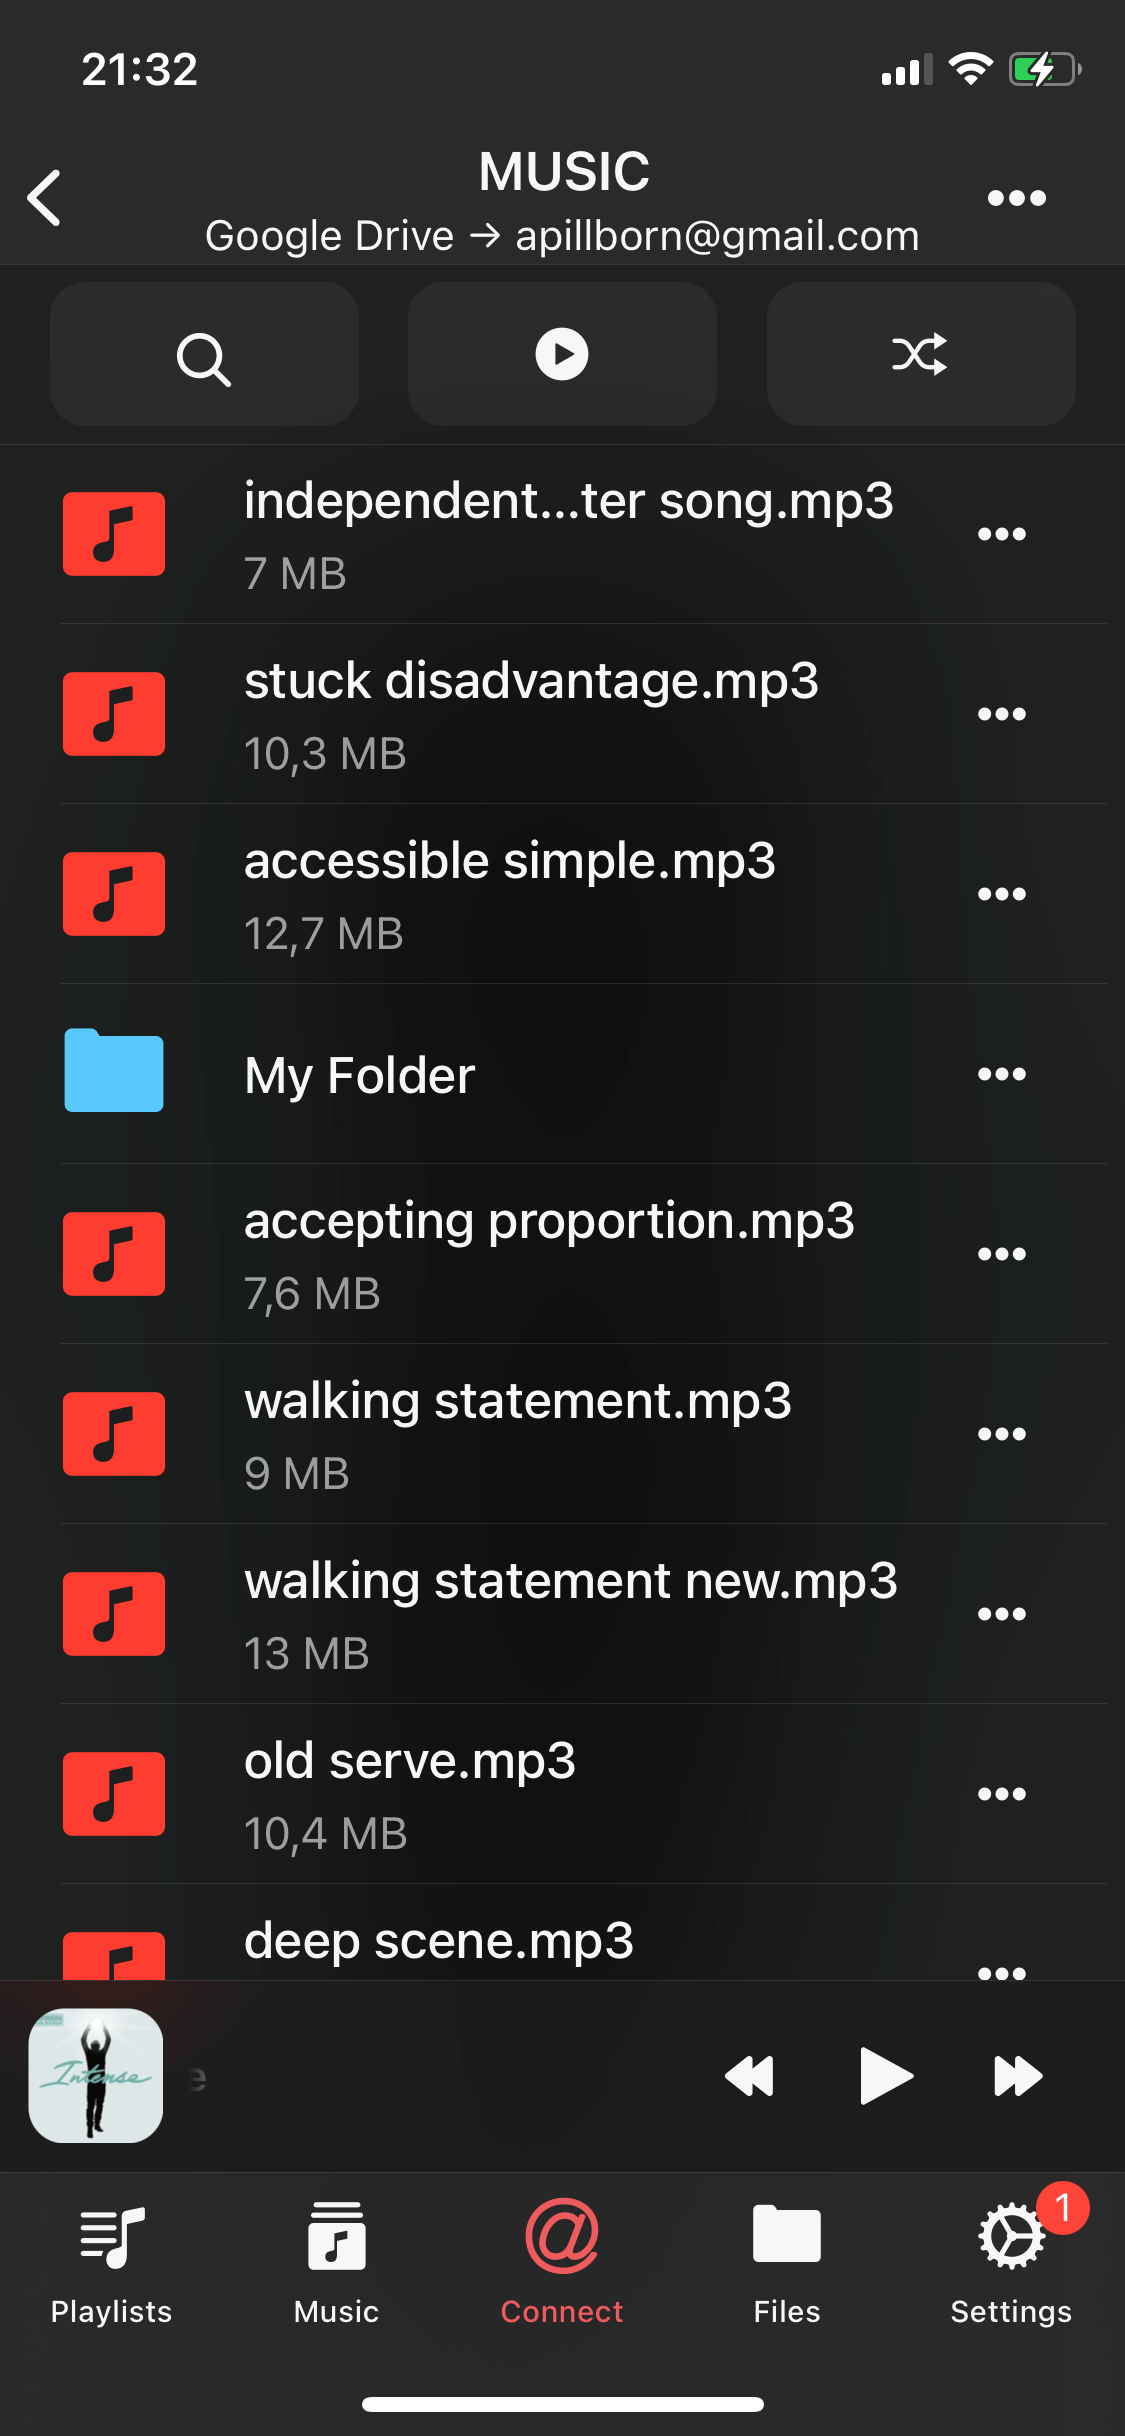 21:32
MUSIC
Google Drive → apillborn@gmail.com
independent...ter song.mp3
7 MB
stuck disadvantage.mp3
10,3 MB
accessible simple.mp3
12,7 MB
My Folder
accepting proportion.mp3
7,6 MB
walking statement.mp3
9 MB
walking statement new.mp3
13 MB
old serve.mp3
10,4 MB
deep scene.mp3
Intense
e
1
Playlists
Music
Connect
Files
Settings